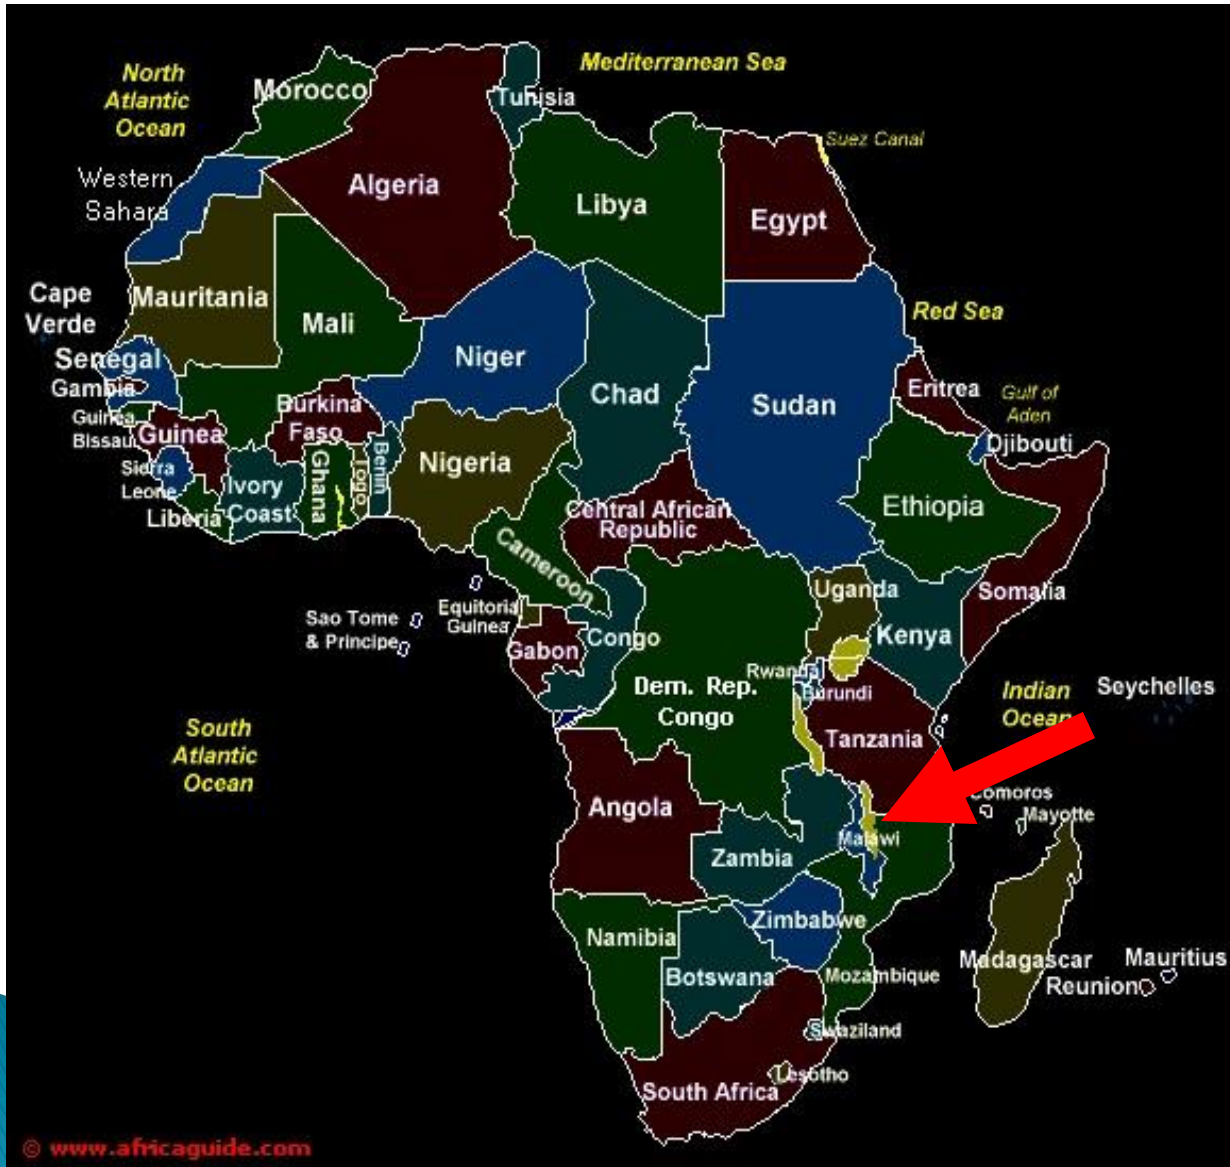 North
Atlantic
Ocean
Mediterranean Sea
Morocco
Tunisia
Suez Canal
Western
Sahara
Algeria
Libya
Egypt
Cape
Verde
Mauritania
Mali
Niger
Chad
Sudan
Red Sea
Eritrea
Gulf of
Aden
Djibouti
Senegal
Gambia
Guinea
Bissau
Guinea
Sierra
Leone
Liberia
Ivory
Coast
Burkina
Faso
Ghana
Togo
Benin
Nigeria
Cameroon
Central African
Republic
Ethiopia
Somalia
Uganda
Kenya
Sao Tome
& Principe
Equitoria
Guinea
Gabon
Congo
Dem. Rep.
Congo
Rwanda
Burundi
Tanzania
Indian
Ocean
Seychelles
South
Atlantic
Ocean
Angola
Zambia
Malawi
Comoros
Mayotte
Namibia
Botswana
Zimbabwe
Mozambique
Madagascar
Mauritius
Reunion
Swaziland
Lesotho
South Africa
© www.africaguide.com